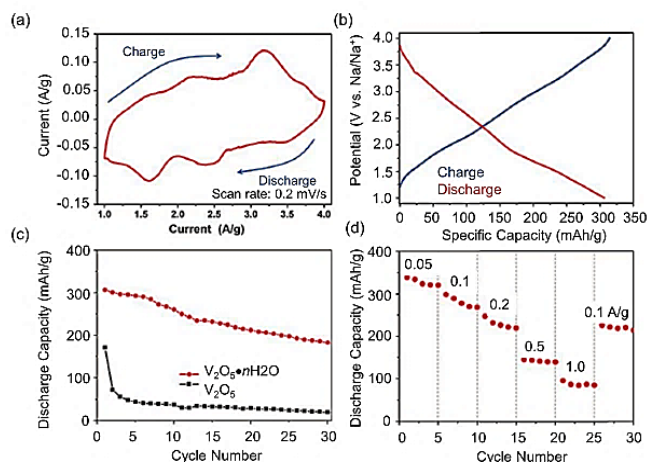 (a)
0.15
0.10
0.05
0.00
-0.05
-0.10
-0.15
Current (A/g)
Charge
Discharge
Scan rate: 0.2 mV/s
1.0 1.5 2.0 2.5 3.0 3.5 4.0
Current (A/g)
(b)
4.0
3.5
3.0
2.5
2.0
1.5
1.0
Potential (V vs. Na/Na⁺)
Charge
Discharge
0 50 100 150 200 250 300 350
Specific Capacity (mAh/g)
(c)
400
300
200
100
0
Discharge Capacity (mAh/g)
V₂O₅•nH2O
V₂O₅
0 5 10 15 20 25 30
Cycle Number
(d)
400
300
200
100
0
Discharge Capacity (mAh/g)
0.05
0.1
0.2
0.5
1.0
0.1 A/g
0 5 10 15 20 25 30
Cycle Number